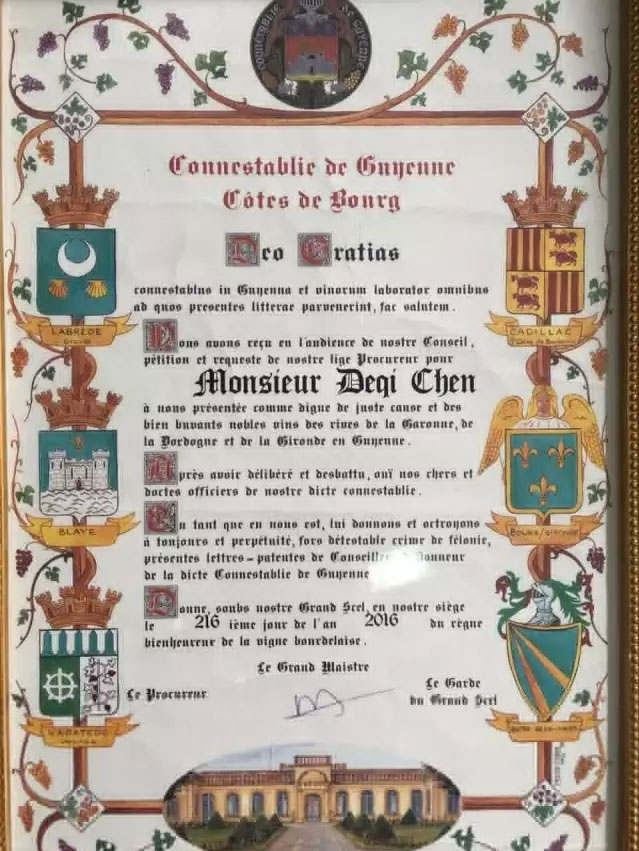 CONNESTABLIE DE GUYENNE
Connestablie de Guyenne
Côtes de Bourg
Deo Gratias
connestablus in Guyenna et vinorum laborator omnibus
ad quos presentes litterae parvenerint, fac salutem.
Nous avons reçu en l'audience de nostre Conseil,
pétition et requeste de nostre lige Procureur pour
Monsieur Deqi Chen
à nous présentée comme digne de juste cause et des
bien buvants nobles vins des rives de la Garonne, de
la Dordogne et de la Gironde en Guyenne.
Après avoir délibéré et desbattu, ouï nos chers et
doctes officiers de nostre dicte connestablie.
En tant que en nous est, lui donnons et octroyons
à tonjours et perpétuité, fors détestable crime de félonie,
présentes lettres-patentes de Conseiller d'Honneur
de la dicte Connestablie de Guyenne
Donne, soubs nostre Grand Scel, en nostre siège
le 216 ième jour de l'an 2016 du règne
bienheureux de la vigne bourdelaise.
Le Grand Maistre
Le Procureur
Le Garde
du Grand Scel
LABREDE
CADILLAC
BLAYE
BOURG/GIRONDE